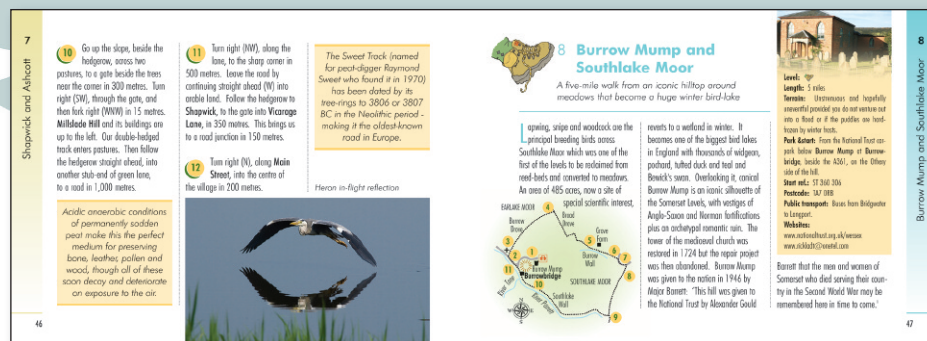 7
Shapwick and Ashcott
10 Go up the slope, beside the
hedgerow, across two
pastures, to a gate beside the trees
near the corner in 300 metres. Turn
right (SW), through the gate, and
then fork right (WNW) in 15 metres.
Millslade Hill and its buildings are
up to the left. Our double-hedged
track enters pastures. Then follow
the hedgerow straight ahead, into
another stub-end of green lane,
to a road in 1,000 metres.
Acidic anaerobic conditions
of permanently sodden
peat make this the perfect
medium for preserving
bone, leather, pollen and
wood, though all of these
soon decay and deteriorate
on exposure to the air.
46
11 Turn right (NW), along the
lane, to the sharp corner in
500 metres. Leave the road by
continuing straight ahead (W) into
arable land. Follow the hedgerow to
Shapwick, to the gate into Vicarage
Lane, in 350 metres. This brings us
to a road junction in 150 metres.
12 Turn right (N), along Main
Street, into the centre of
the village in 200 metres.
The Sweet Track (named
for peat-digger Raymond
Sweet who found it in 1970)
has been dated by its
tree-rings to 3806 or 3807
BC in the Neolithic period -
making it the oldest-known
road in Europe.
Heron in-flight reflection
8 Burrow Mump and
Southlake Moor
A five-mile walk from an iconic hilltop around
meadows that become a huge winter bird-lake
Lapwing, snipe and woodcock are the
principal breeding birds across
Southlake Moor which was one of the
first of the levels to be reclaimed from
reed-beds and converted to meadows.
An area of 485 acres, now a site of
special scientific interest,
EARLAKE MOOR
4
Broad
Drove
Burrow
Drove
Grove
Farm
5
3
2
1
Burrow
Wall
6
7
11
Burrow Mump
Burrowbridge
SOUTHLAKE MOOR
8
10
River Tone
River Parrett
Southlake
Wall
9
reverts to a wetland in winter. It
becomes one of the biggest bird lakes
in England with thousands of widgeon,
pochard, tufted duck and teal and
Bewick's swan. Overlooking it, conical
Burrow Mump is an iconic silhouette of
the Somerset Levels, with vestiges of
Anglo-Saxon and Norman fortifications
plus an archetypal romantic ruin. The
tower of the mediaeval church was
restored in 1724 but the repair project
was then abandoned. Burrow Mump
was given to the nation in 1946 by
Major Barrett: 'This hill was given to
the National Trust by Alexander Gould
Level:
Length: 5 miles
Terrain: Unstrenuous and hopefully
uneventful provided you do not venture out
into a flood or if the puddles are hard-
frozen by winter frosts.
Park &start: From the National Trust car-
park below Burrow Mump at Burrow-
bridge, beside the A361, on the Othery
side of the hill.
Start ref.: ST 360 306
Postcode: TA7 0RB
Public transport: Buses from Bridgwater
to Langport.
Websites:
www.nationaltrust.org.uk/wessex
Barrett that the men and women of
Somerset who died serving their coun-
try in the Second World War may be
remembered here in time to come.'
8
Burrow Mump and Southlake Moor
47